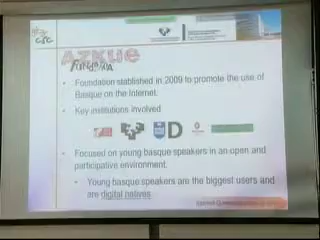 AZKUE
FUNDAZIOA
• Foundation stablished in 2009 to promote the use of
Basque on the Internet.
• Key institutions involved
D
• Focused on young basque speakers in an open and
participative environment.
• Young basque speakers are the biggest users and
are digital natives